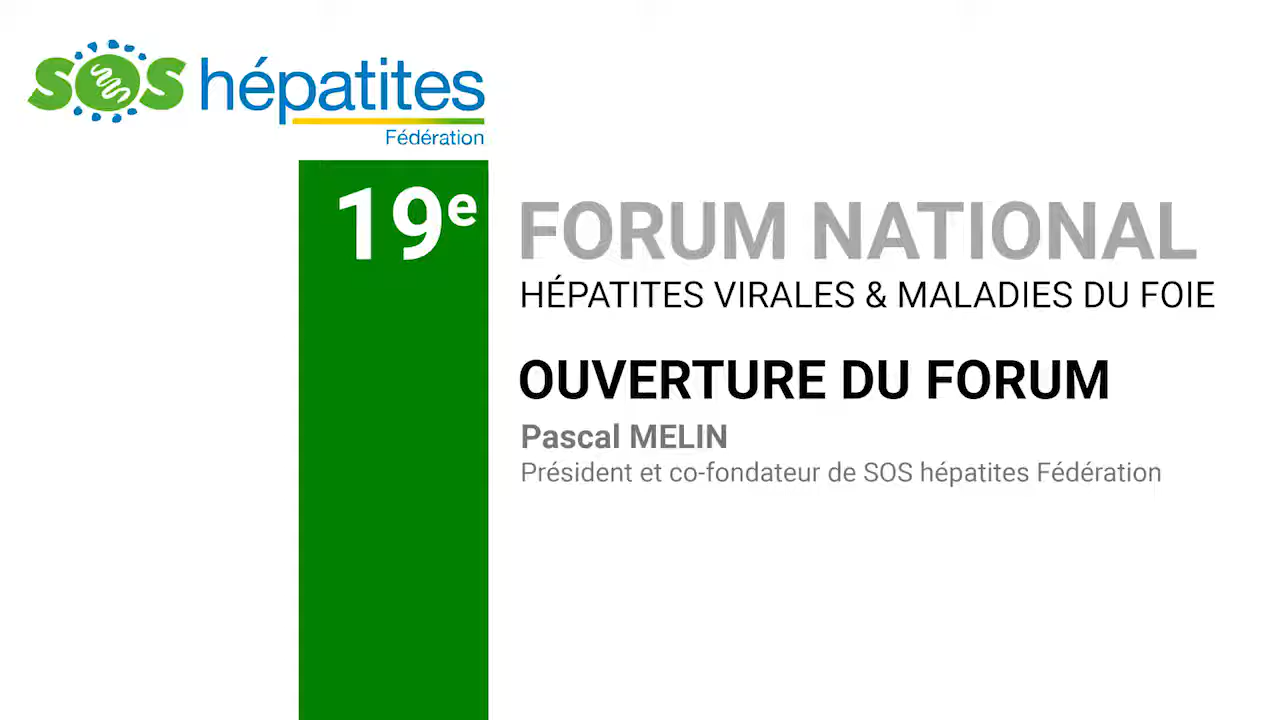 SOS hépatites
Fédération
19e
FORUM NATIONAL
HÉPATITES VIRALES & MALADIES DU FOIE
OUVERTURE DU FORUM
Pascal MELIN
Président et co-fondateur de SOS hépatites Fédération